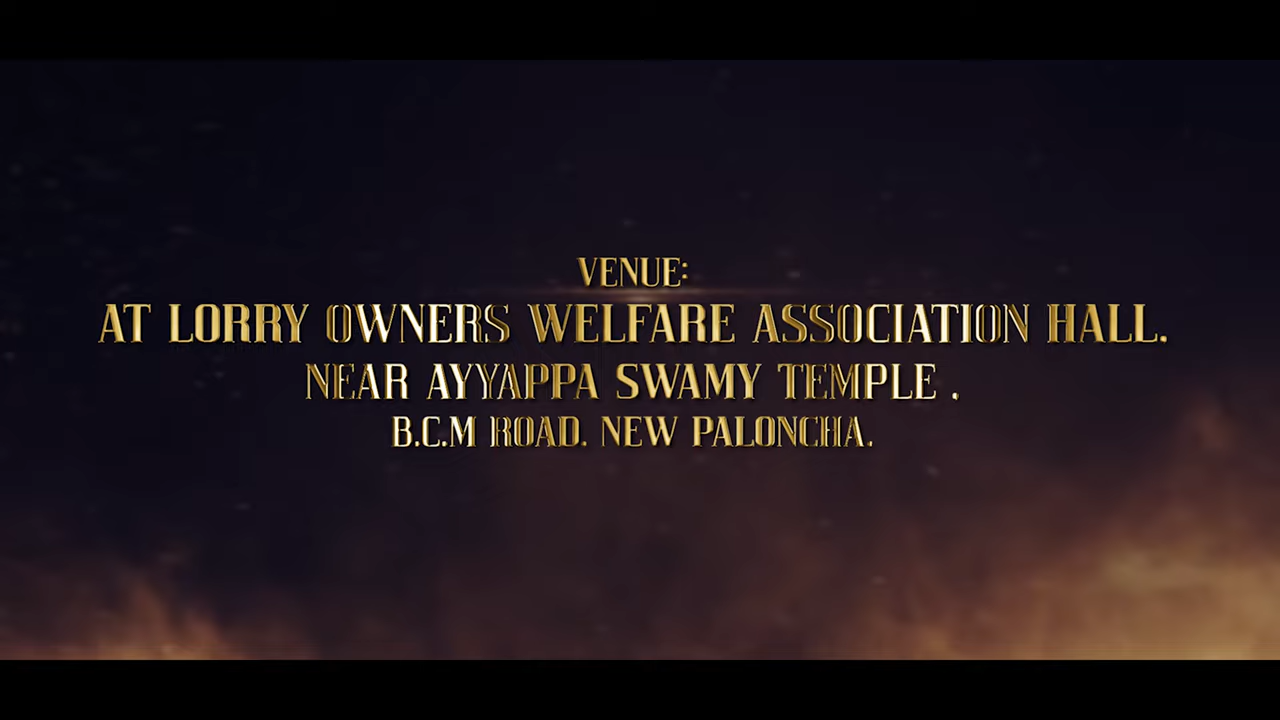 VENUE:
AT LORRY OWNERS WELFARE ASSOCIATION HALL.
NEAR AYYAPPA SWAMY TEMPLE .
B.C.M ROAD. NEW PALONCHA.